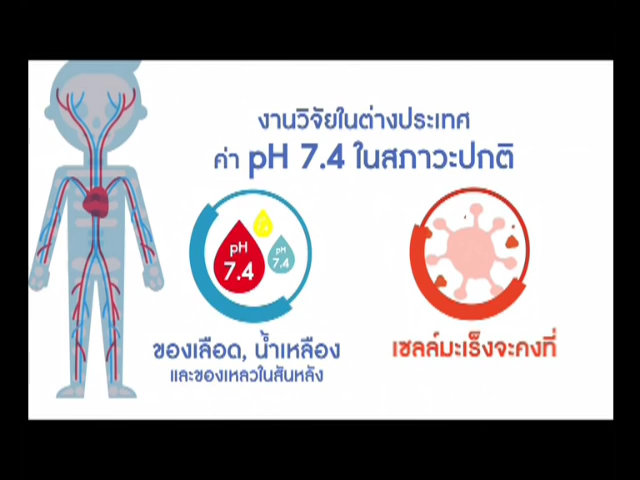 งานวิจัยในต่างประเทศ
ค่า pH 7.4 ในสภาวะปกติ
pH
7.4
pH
7.4
ของเลือด, น้ำเหลือง
และของเหลวในสันหลัง
เซลล์มะเร็งจะคงที่